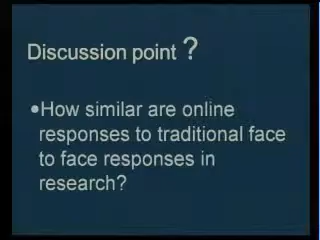 Discussion point ?
•How similar are online
responses to traditional face
to face responses in
research?